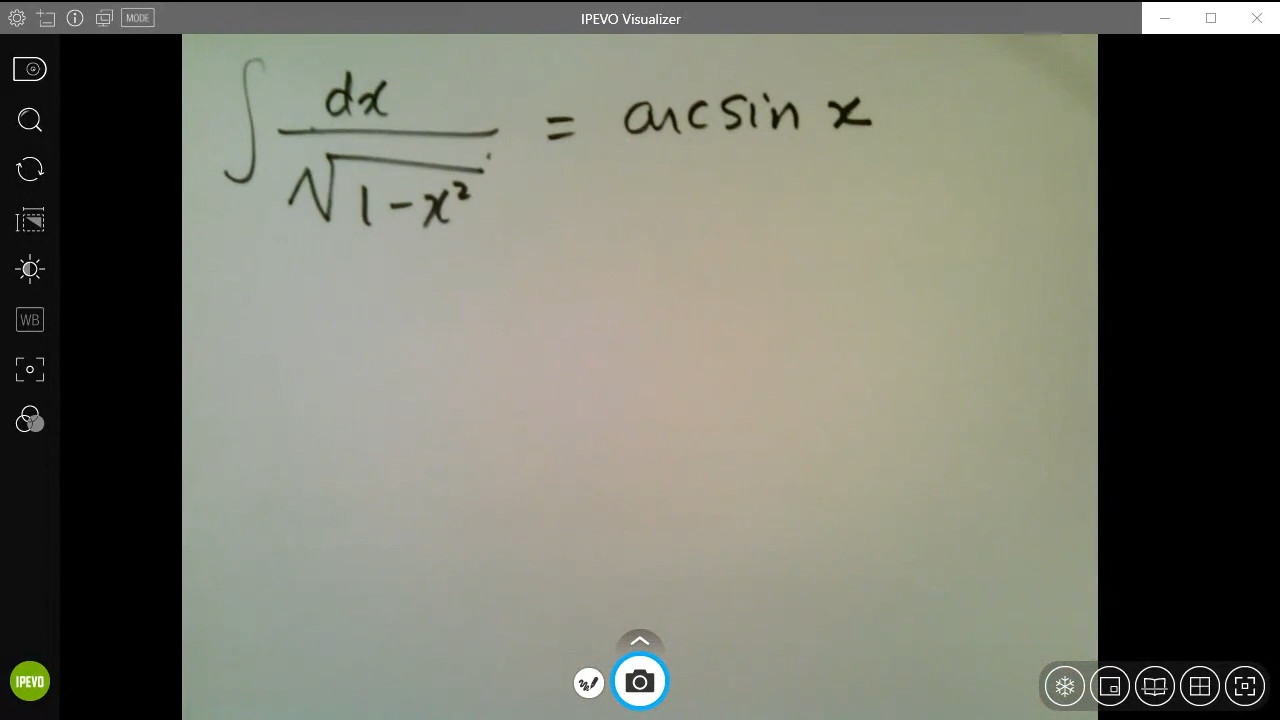 MODE
IPEVO Visualizer
∫ dx / √(1-x²) = arcsin x
WB
IPEVO